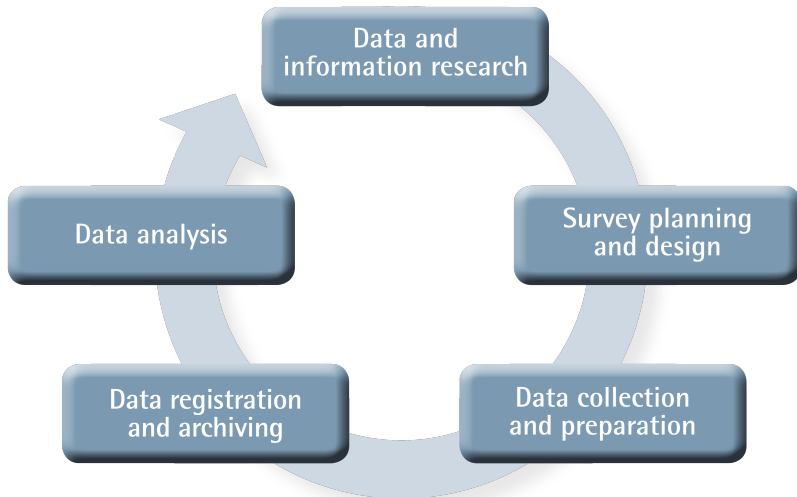 Data and
information research
Survey planning
and design
Data collection
and preparation
Data registration
and archiving
Data analysis